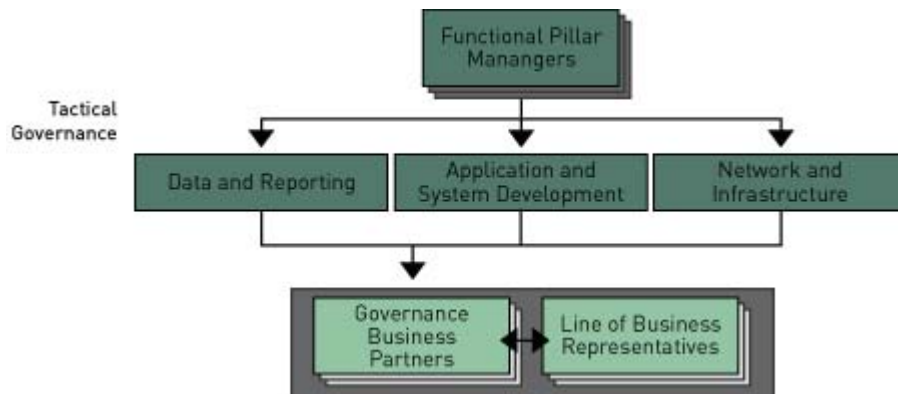 Functional Pillar
Manangers
Tactical
Governance
Data and Reporting
Application and
System Development
Network and
Infrastructure
Governance
Business
Partners
Line of Business
Representatives